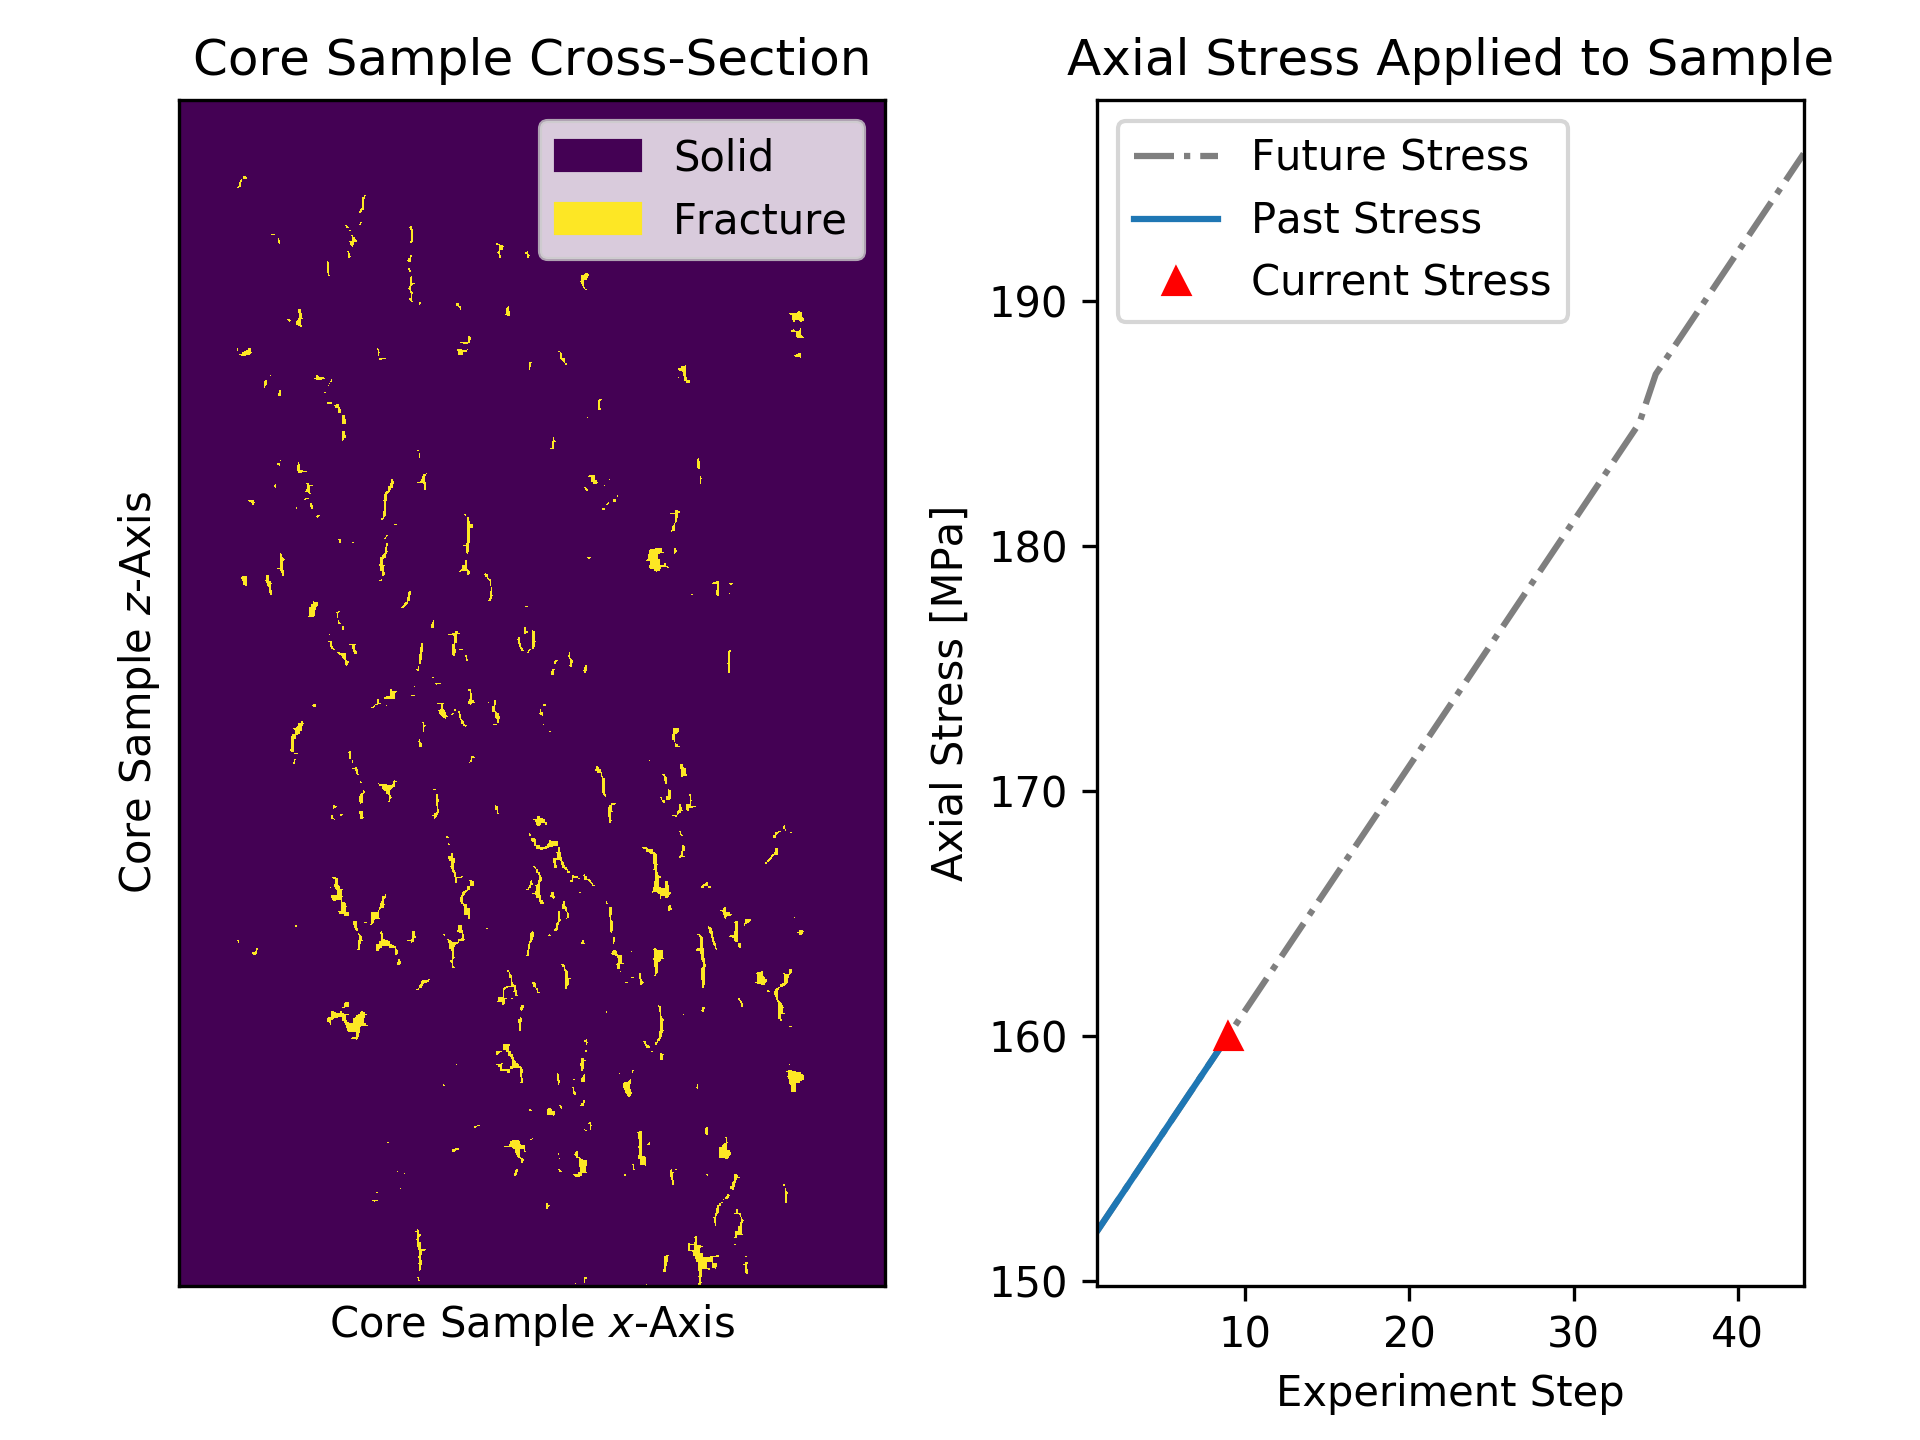 Core Sample Cross-Section
Solid
Fracture
Core Sample z-Axis
Core Sample x-Axis
Axial Stress Applied to Sample
Future Stress
Past Stress
Current Stress
Axial Stress [MPa]
190
180
170
160
150
10 20 30 40
Experiment Step